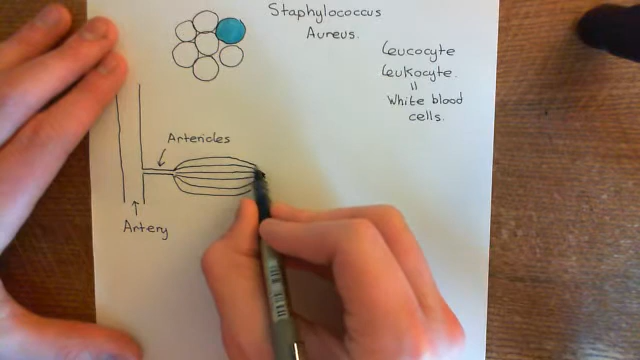 Staphylococcus
Aureus.
Leucocyte
Leukocyte.
=
White blood
cells.
Arterioles
Artery